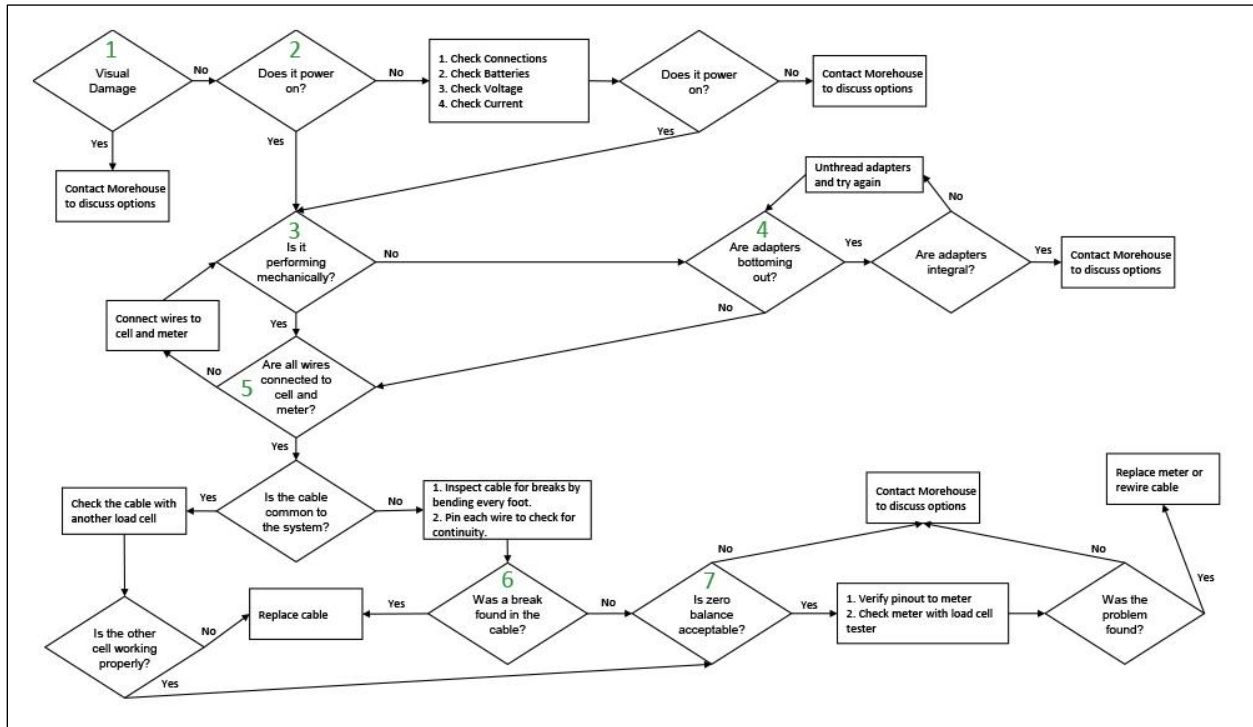 1
Visual
Damage
No
Yes
Contact Morehouse
to discuss options
2
Does it power
on?
No
Yes
1. Check Connections
2. Check Batteries
3. Check Voltage
4. Check Current
Does it power
on?
No
Yes
Contact Morehouse
to discuss options
3
Is it
performing
mechanically?
No
Yes
Unthread adapters
and try again
4
Are adapters
bottoming
out?
Yes
No
Are adapters
integral?
No
Yes
Contact Morehouse
to discuss options
Connect wires to
cell and meter
5
Are all wires
connected to
cell and
meter?
No
Yes
Is the cable
common to
the system?
Yes
No
Check the cable with
another load cell
1. Inspect cable for breaks by
bending every foot.
2. Pin each wire to check for
continuity.
Is the other
cell working
properly?
No
Yes
Replace cable
6
Was a break
found in the
cable?
Yes
No
7
Is zero
balance
acceptable?
No
Yes
Contact Morehouse
to discuss options
1. Verify pinout to meter
2. Check meter with load cell
tester
Was the
problem
found?
No
Yes
Replace meter or
rewire cable